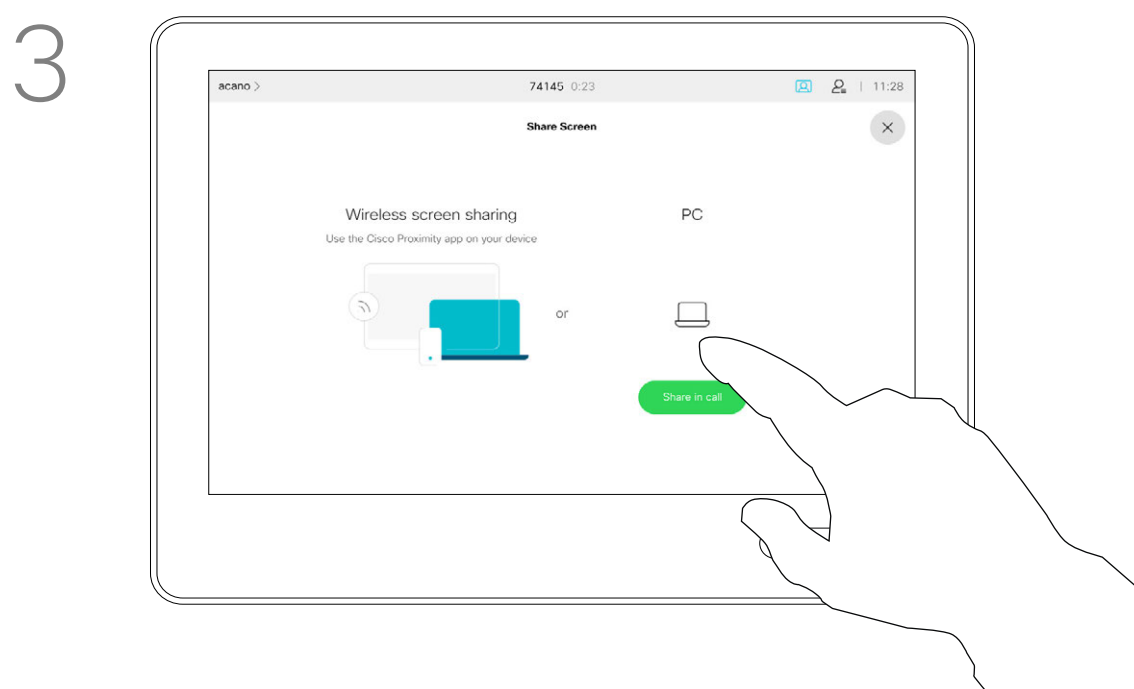 3
acano > 74145 0:23 | 11:28
Share Screen
Wireless screen sharing PC
Use the Cisco Proximity app on your device
or
Share in call